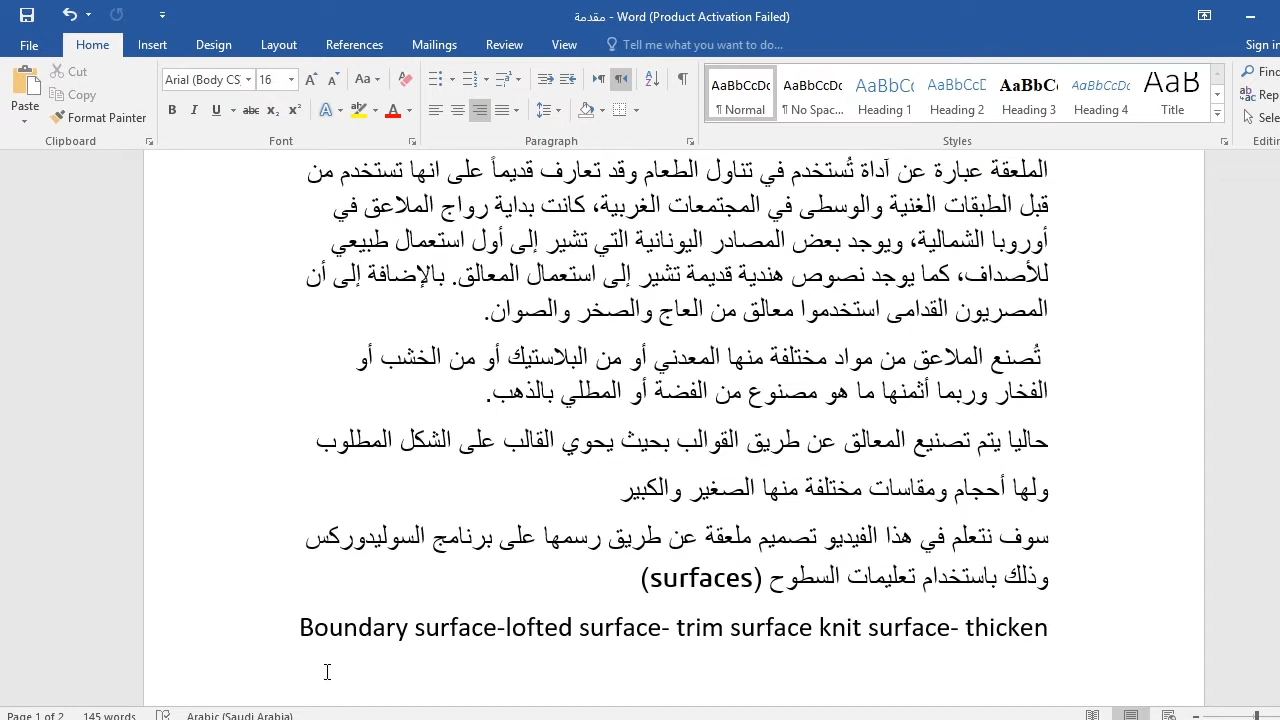 مقدمة - Word (Product Activation Failed)
File Home Insert Design Layout References Mailings Review View Tell me what you want to do... Sign in
Paste Cut Copy Format Painter
Arial (Body CS) 16
AaBbCcDc AaBbCcDc AaBbCcI AaBbCcD AaBbC AaBbCcDc AaB
¶ Normal ¶ No Spac... Heading 1 Heading 2 Heading 3 Heading 4 Title
Clipboard Font Paragraph Styles
الملعقة عبارة عن آداة تُستخدم في تناول الطعام وقد تعارف قديماً على انها تستخدم من
قبل الطبقات الغنية والوسطى في المجتمعات الغربية، كانت بداية رواج الملاعق في
أوروبا الشمالية، ويوجد بعض المصادر اليونانية التي تشير إلى أول استعمال طبيعي
للأصداف، كما يوجد نصوص هندية قديمة تشير إلى استعمال المعالق. بالإضافة إلى أن
المصريون القدامى استخدموا معالق من العاج والصخر والصوان.
تُصنع الملاعق من مواد مختلفة منها المعدني أو من البلاستيك أو من الخشب أو
الفخار وربما أثمنها ما هو مصنوع من الفضة أو المطلي بالذهب.
حاليا يتم تصنيع المعالق عن طريق القوالب بحيث يحوي القالب على الشكل المطلوب
ولها أحجام ومقاسات مختلفة منها الصغير والكبير
سوف نتعلم في هذا الفيديو تصميم ملعقة عن طريق رسمها على برنامج السوليدوركس
وذلك باستخدام تعليمات السطوح (surfaces)
Boundary surface-lofted surface- trim surface knit surface- thicken
Page 1 of 2 145 words Arabic (Saudi Arabia)